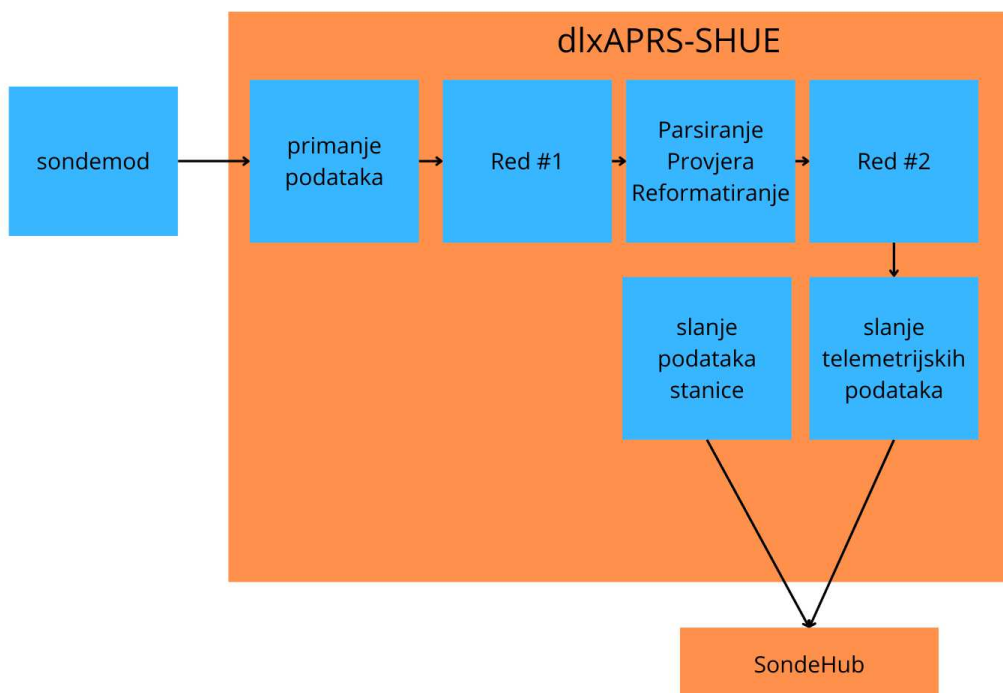 dlxAPRS-SHUE
sondemod
primanje
podataka
Red #1
Parsiranje
Provjera
Reformatiranje
Red #2
slanje
podataka
stanice
slanje
telemetrijskih
podataka
SondeHub